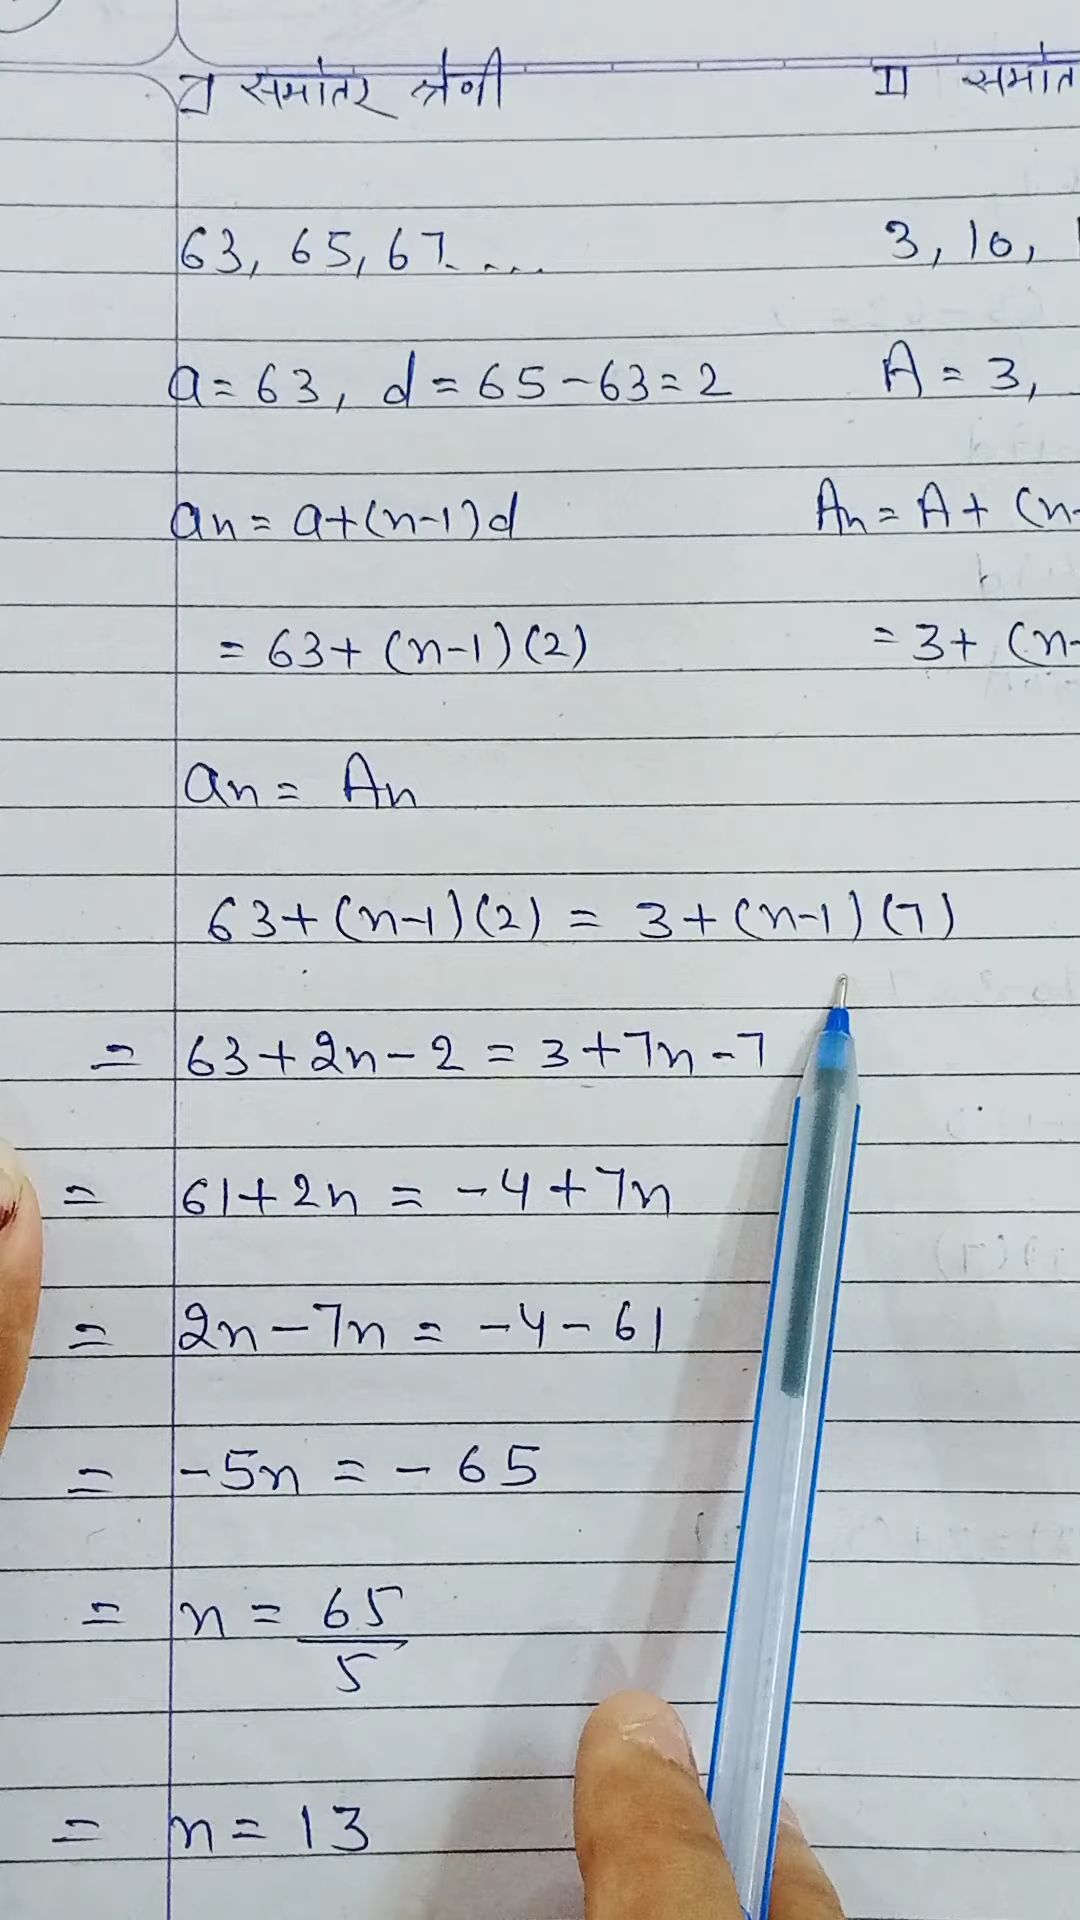 I समांतर श्रेणी II समांत
63, 65, 67. ... 3, 10,
a = 63, d = 65 - 63 = 2 A = 3,
an = a + (n-1) d An = A + (n-
= 63 + (n-1) (2) = 3 + (n-
an = An
63 + (n-1) (2) = 3 + (n-1) (7)
= 63 + 2n - 2 = 3 + 7n - 7
= 61 + 2n = -4 + 7n
= 2n - 7n = -4 - 61
= -5n = - 65
= n = 65/5
= n = 13